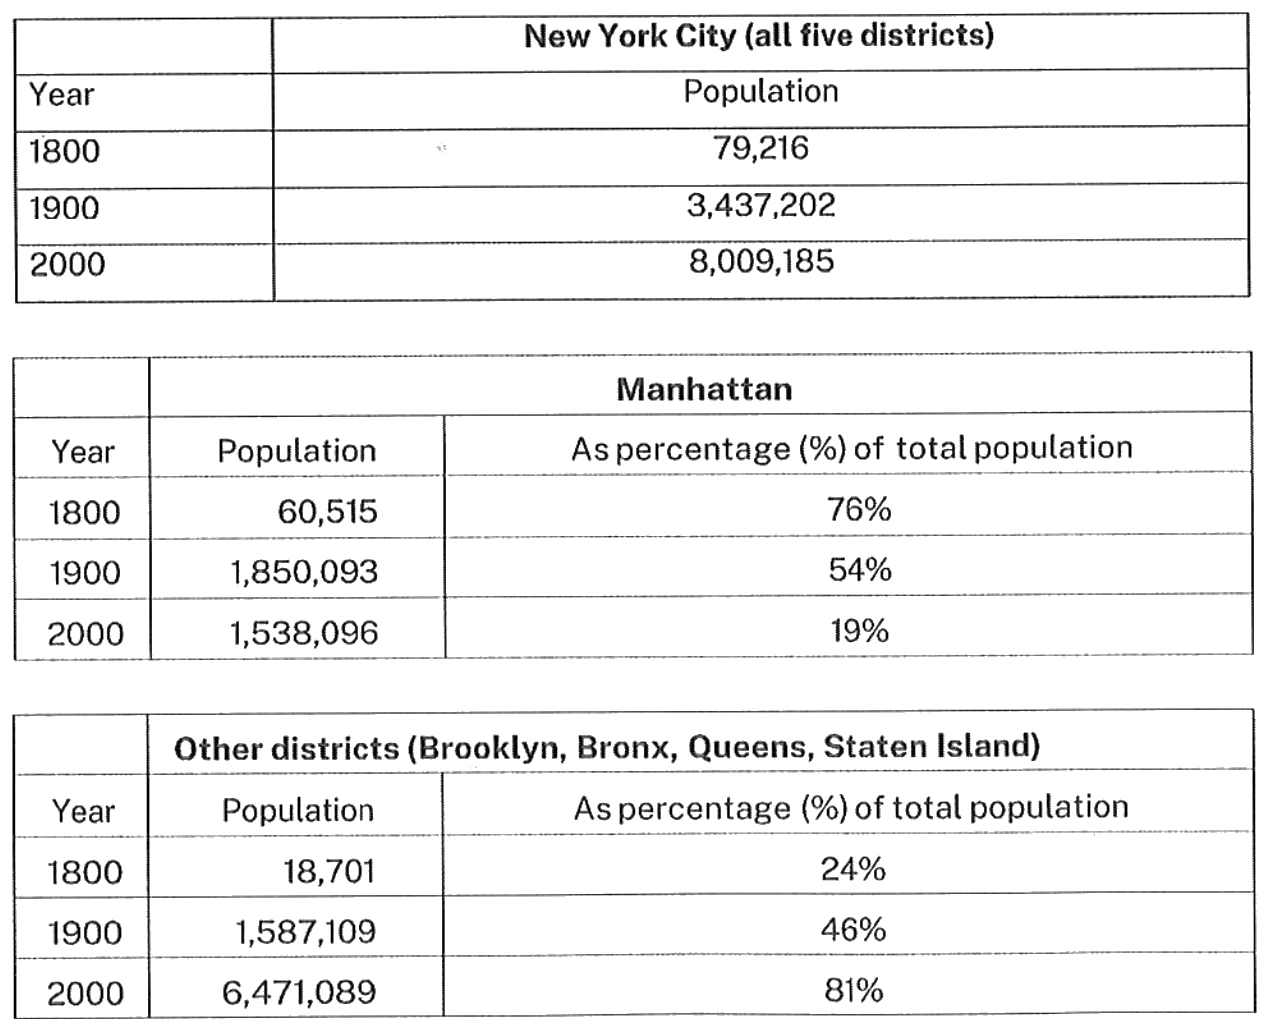 New York City (all five districts)
Year Population
1800 79,216
1900 3,437,202
2000 8,009,185
Manhattan
Year Population As percentage (%) of total population
1800 60,515 76%
1900 1,850,093 54%
2000 1,538,096 19%
Other districts (Brooklyn, Bronx, Queens, Staten Island)
Year Population As percentage (%) of total population
1800 18,701 24%
1900 1,587,109 46%
2000 6,471,089 81%